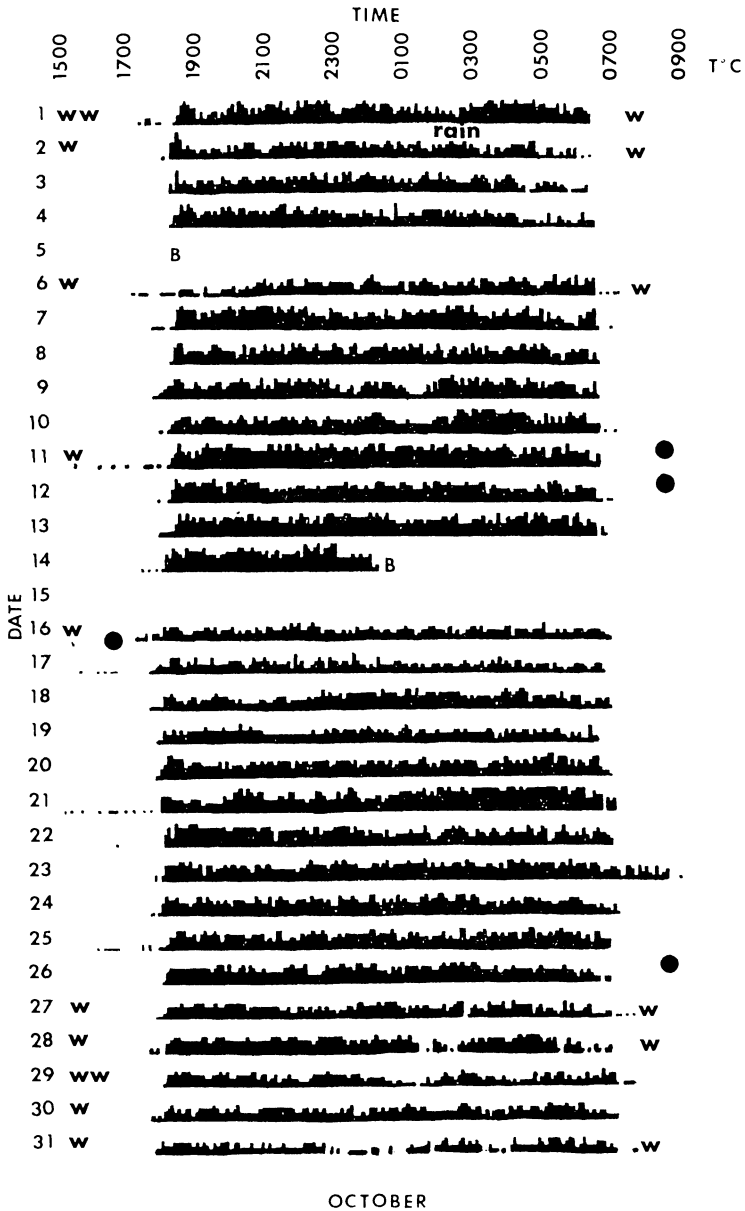 TIME
1500 1700 1900 2100 2300 0100 0300 0500 0700 0900 T°C
1 WW W
rain
2 W W
3
4
5 B
6 W W
7
8
9
10
11 W
12
13
14 B
DATE
15
16 W
17
18
19
20
21
22
23
24
25
26
27 W W
28 W W
29 WW
30 W
31 W W
OCTOBER